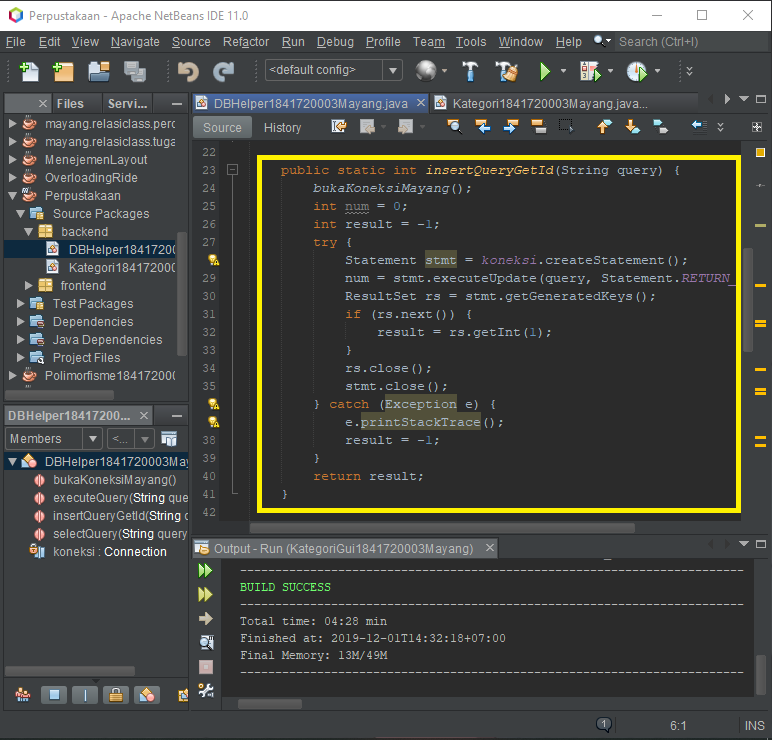 Perpustakaan - Apache NetBeans IDE 11.0
File Edit View Navigate Source Refactor Run Debug Profile Team Tools Window Help Search (Ctrl+I)
<default config>
Files Servi...
DBHelper1841720003Mayang.java
Kategori1841720003Mayang.java...
Source History
mayang.relasiclass.perc
mayang.relasiclass.tuga
MenejemenLayout
OverloadingRide
Perpustakaan
Source Packages
backend
DBHelper184172000
Kategori184172000
frontend
Test Packages
Dependencies
Java Dependencies
Project Files
Polimorfisme184172000
22
23 public static int insertQueryGetId(String query) {
24 bukaKoneksiMayang();
25 int num = 0;
26 int result = -1;
27 try {
Statement stmt = koneksi.createStatement();
29 num = stmt.executeUpdate(query, Statement.RETURN_
30 ResultSet rs = stmt.getGeneratedKeys();
31 if (rs.next()) {
32 result = rs.getInt(1);
33 }
34 rs.close();
35 stmt.close();
} catch (Exception e) {
e.printStackTrace();
38 result = -1;
39 }
40 return result;
41 }
42
DBHelper18417200...
Members <...
DBHelper1841720003May
bukaKoneksiMayang()
executeQuery(String que
insertQueryGetId(String q
selectQuery(String query
koneksi : Connection
Output - Run (KategoriGui1841720003Mayang)
------------------------------------------------------------------------
BUILD SUCCESS
------------------------------------------------------------------------
Total time: 04:28 min
Finished at: 2019-12-01T14:32:18+07:00
Final Memory: 13M/49M
------------------------------------------------------------------------
1 6:1 INS